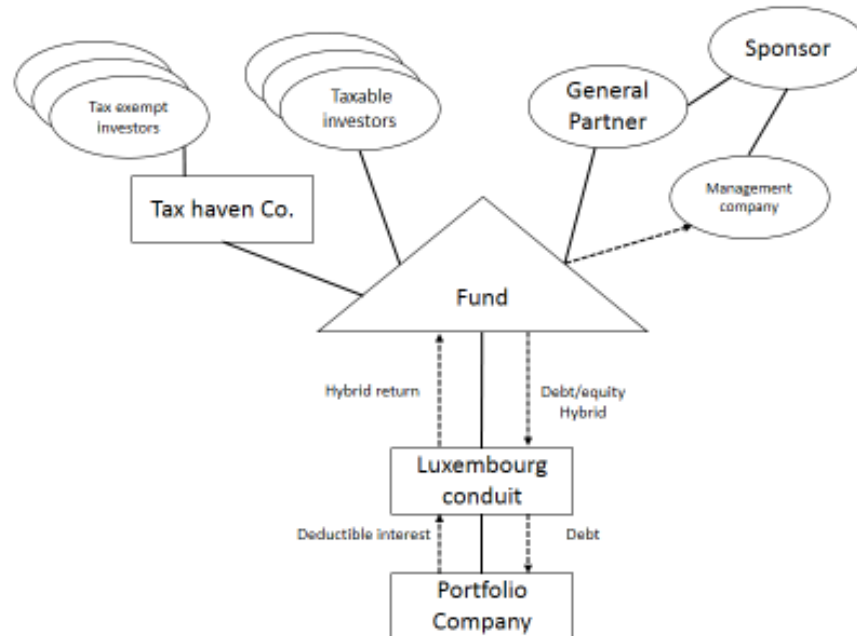 Sponsor
General
Partner
Taxable
investors
Tax exempt
investors
Management
company
Tax haven Co.
Fund
Hybrid return
Debt/equity
Hybrid
Luxembourg
conduit
Deductible interest
Debt
Portfolio
Company